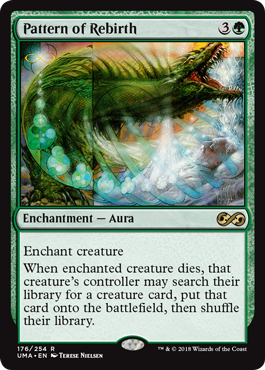 Pattern of Rebirth 3
Enchantment — Aura
Enchant creature
When enchanted creature dies, that
creature's controller may search their
library for a creature card, put that
card onto the battlefield, then shuffle
their library.
176/254 R
UMA • EN TERESE NIELSEN
™ & © 2018 Wizards of the Coast